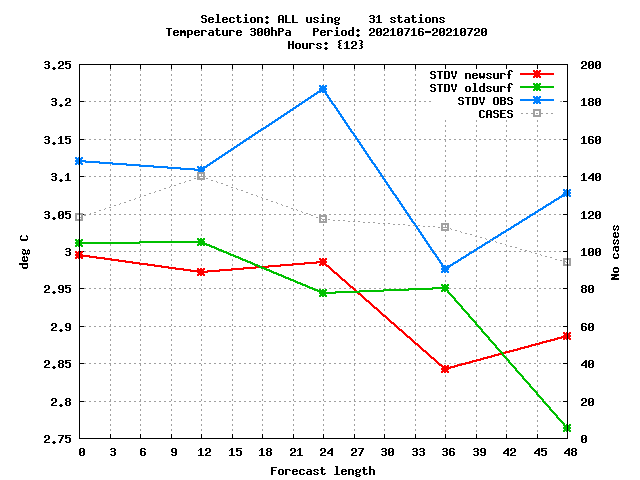 Selection: ALL using    31 stations
Temperature 300hPa   Period: 20210716-20210720
Hours: {12}
3.25
3.2
3.15
3.1
3.05
3
2.95
2.9
2.85
2.8
2.75
deg C
STDV newsurf
STDV oldsurf
STDV OBS
CASES
200
180
160
140
120
100
80
60
40
20
0
No cases
0 3 6 9 12 15 18 21 24 27 30 33 36 39 42 45 48
Forecast length